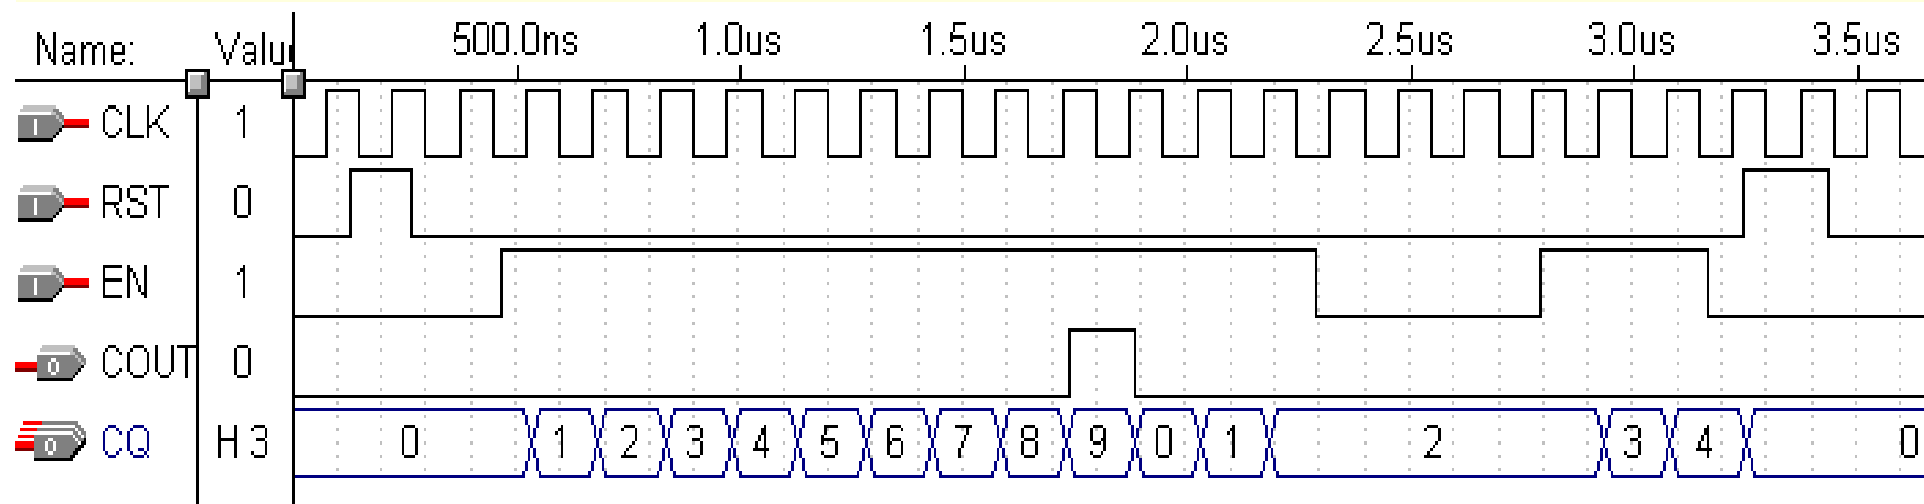 Name: Valu 500.0ns 1.0us 1.5us 2.0us 2.5us 3.0us 3.5us
I CLK 1
I RST 0
I EN 1
O COUT 0
O CQ H 3 0 1 2 3 4 5 6 7 8 9 0 1 2 3 4 0